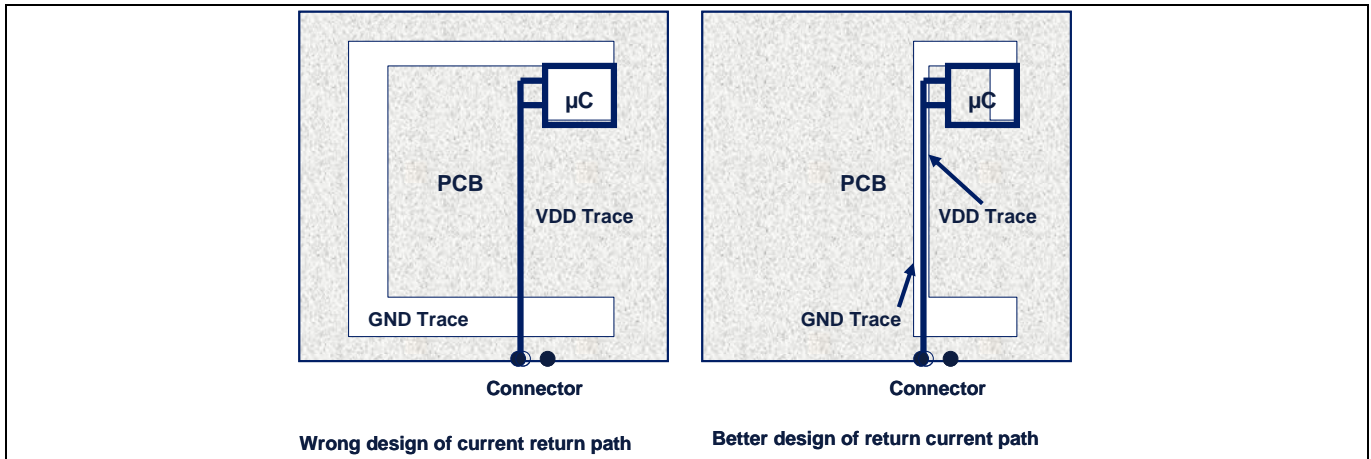 µC
PCB
VDD Trace
GND Trace
Connector
Wrong design of current return path
µC
PCB
VDD Trace
GND Trace
Connector
Better design of return current path